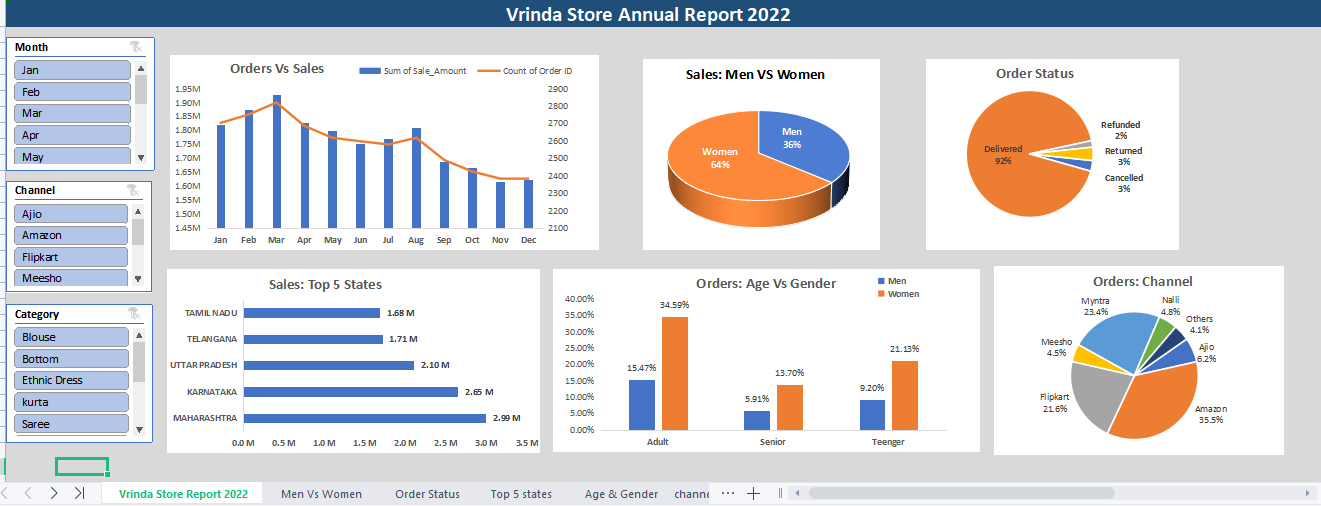 Vrinda Store Annual Report 2022
Month
Jan
Feb
Mar
Apr
May
Channel
Ajio
Amazon
Flipkart
Meesho
Category
Blouse
Bottom
Ethnic Dress
kurta
Saree
Orders Vs Sales
Sum of Sale_Amount
Count of Order ID
1.95M
1.90M
1.85M
1.80M
1.75M
1.70M
1.65M
1.60M
1.55M
1.50M
1.45M
2900
2800
2700
2600
2500
2400
2300
2200
2100
Jan Feb Mar Apr May Jun Jul Aug Sep Oct Nov Dec
Sales: Men VS Women
Men
36%
Women
64%
Order Status
Delivered
92%
Refunded
2%
Returned
3%
Cancelled
3%
Sales: Top 5 States
TAMIL NADU 1.68 M
TELANGANA 1.71 M
UTTAR PRADESH 2.10 M
KARNATAKA 2.65 M
MAHARASHTRA 2.99 M
0.0 M 0.5 M 1.0 M 1.5 M 2.0 M 2.5 M 3.0 M 3.5 M
Orders: Age Vs Gender
Men
Women
40.00%
35.00%
30.00%
25.00%
20.00%
15.00%
10.00%
5.00%
0.00%
15.47%
34.59%
5.91%
13.70%
9.20%
21.13%
Adult Senior Teenger
Orders: Channel
Myntra
23.4%
Nalli
4.8%
Others
4.1%
Ajio
6.2%
Meesho
4.5%
Flipkart
21.6%
Amazon
35.5%
Vrinda Store Report 2022 Men Vs Women Order Status Top 5 states Age & Gender channe